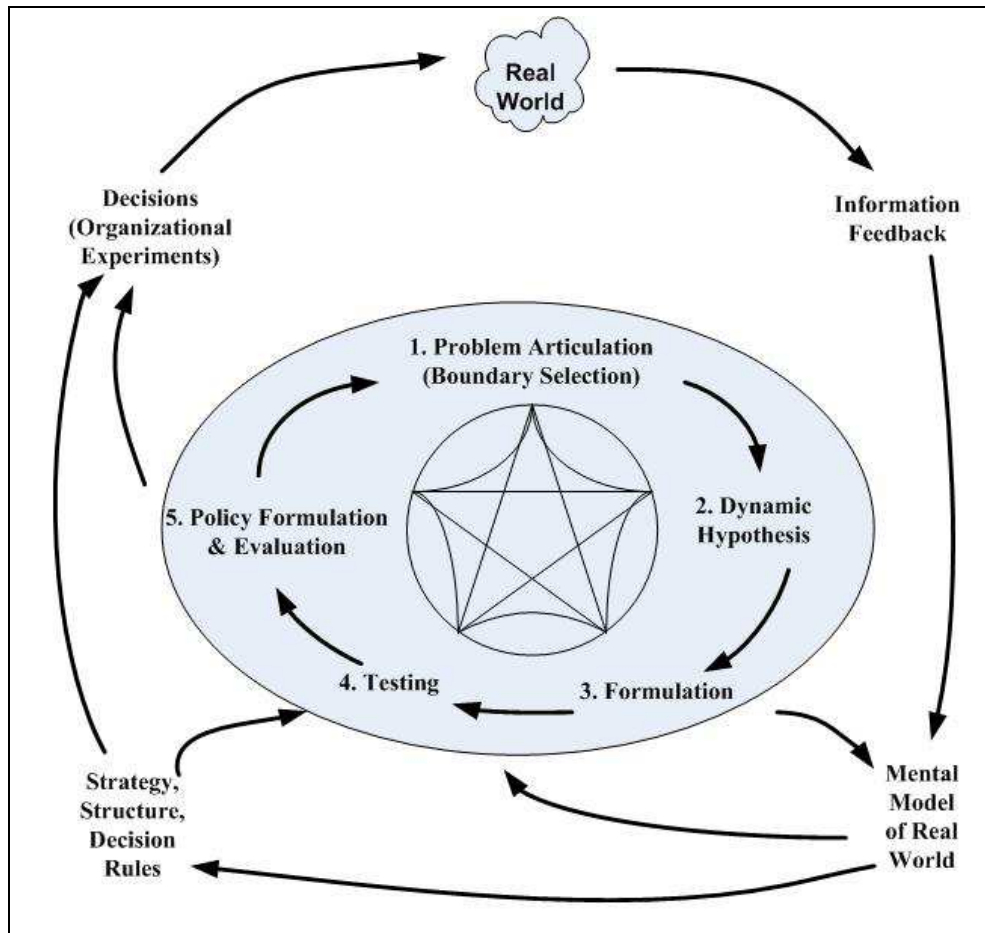 Real
World
Decisions
(Organizational
Experiments)
Information
Feedback
1. Problem Articulation
(Boundary Selection)
2. Dynamic
Hypothesis
3. Formulation
4. Testing
5. Policy Formulation
& Evaluation
Strategy,
Structure,
Decision
Rules
Mental
Model
of Real
World